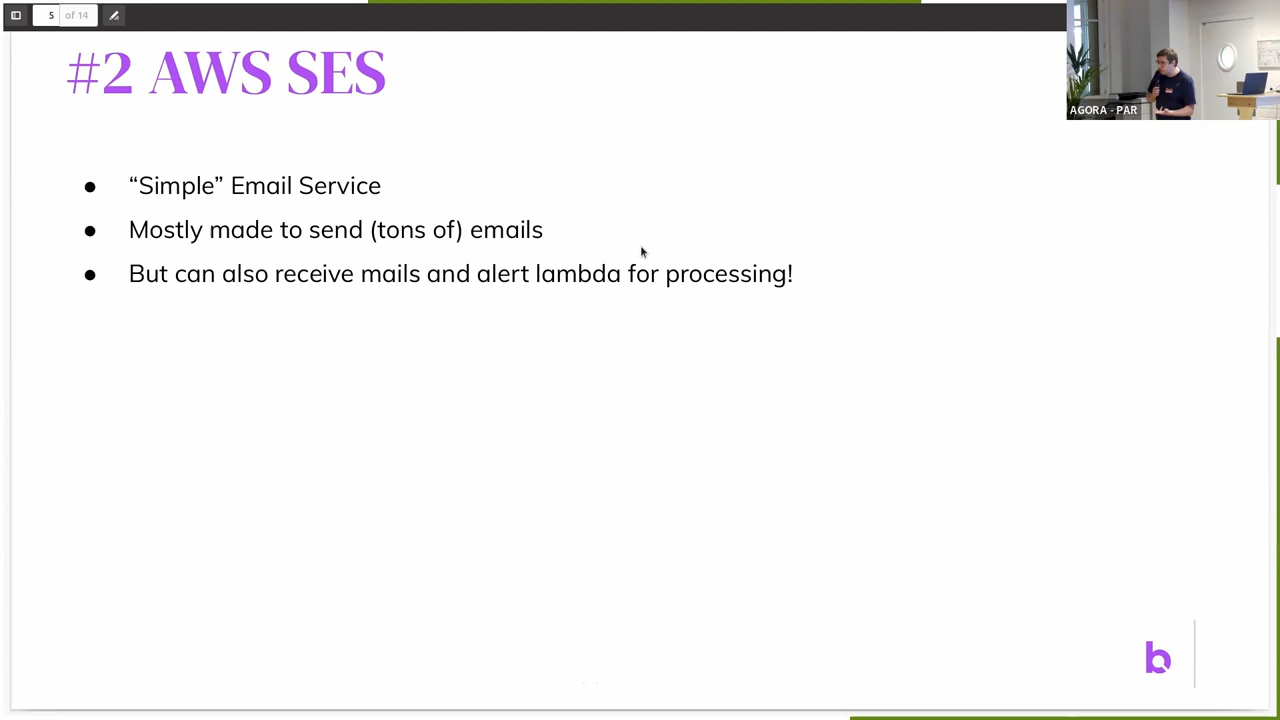 5 of 14
AGORA - PAR
#2 AWS SES
● “Simple” Email Service
● Mostly made to send (tons of) emails
● But can also receive mails and alert lambda for processing!
b